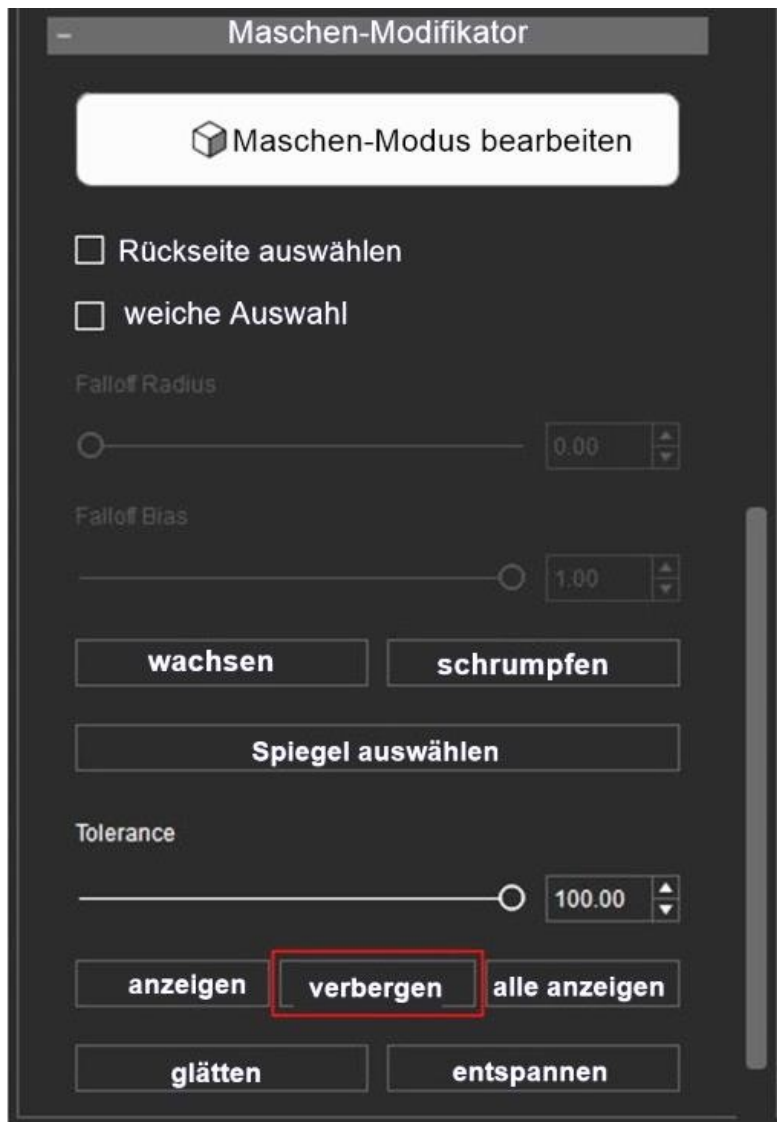 Maschen-Modifikator
Maschen-Modus bearbeiten
Rückseite auswählen
weiche Auswahl
Falloff Radius
0.00
Falloff Bias
1.00
wachsen schrumpfen
Spiegel auswählen
Tolerance
100.00
anzeigen verbergen alle anzeigen
glätten entspannen